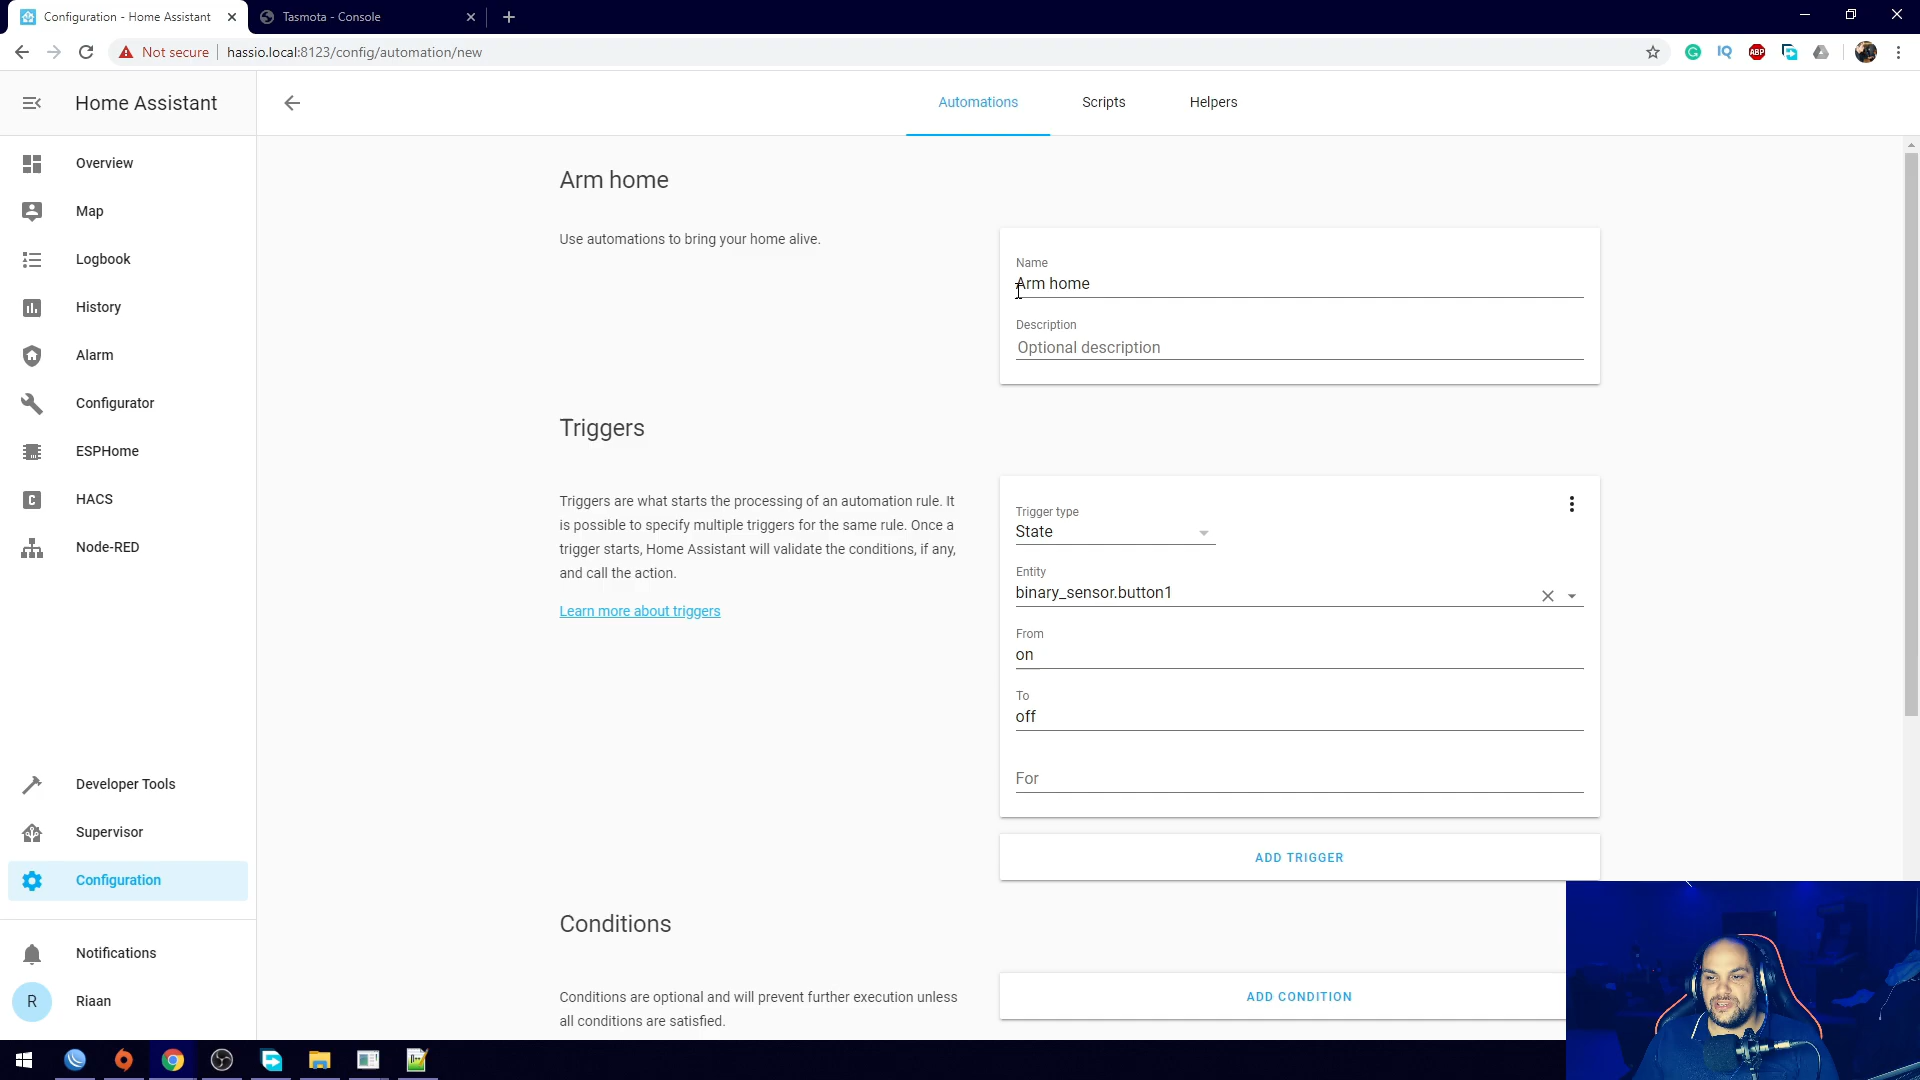 Configuration - Home Assistant
Tasmota - Console
Not secure
hassio.local:8123/config/automation/new
IQ
ABP
Home Assistant
Automations
Scripts
Helpers
Overview
Map
Logbook
History
Alarm
Configurator
ESPHome
C
HACS
Node-RED
Developer Tools
Supervisor
Configuration
Notifications
R
Riaan
Arm home
Use automations to bring your home alive.
Name
Arm home
Description
Optional description
Triggers
Triggers are what starts the processing of an automation rule. It
is possible to specify multiple triggers for the same rule. Once a
trigger starts, Home Assistant will validate the conditions, if any,
and call the action.
Learn more about triggers
Trigger type
State
Entity
binary_sensor.button1
From
on
To
off
For
ADD TRIGGER
Conditions
Conditions are optional and will prevent further execution unless
all conditions are satisfied.
ADD CONDITION